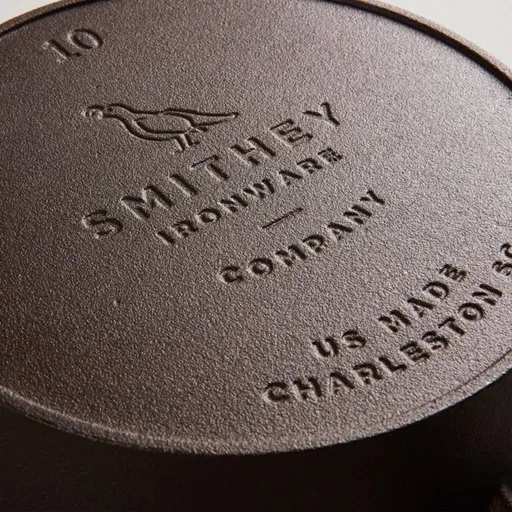 10
SMITHEY
IRONWARE
COMPANY
US MADE
CHARLESTON SC